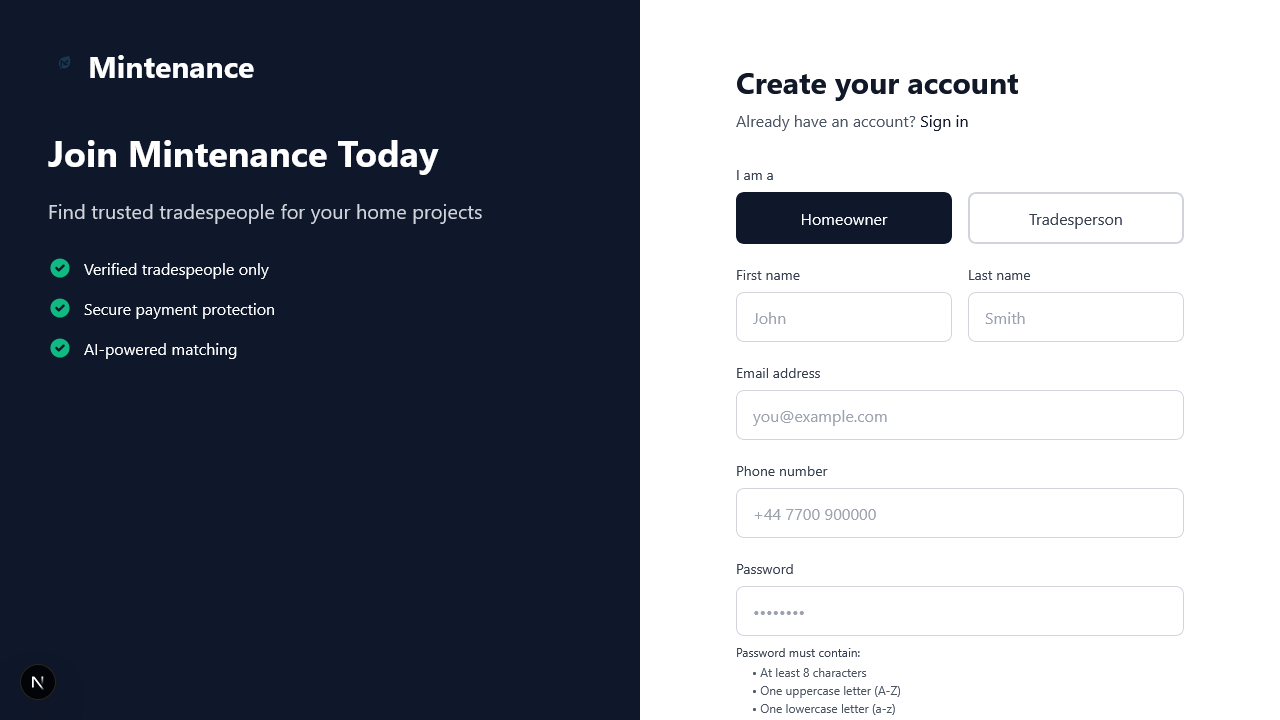 Mintenance
Join Mintenance Today
Find trusted tradespeople for your home projects
Verified tradespeople only
Secure payment protection
AI-powered matching
N
Create your account
Already have an account? Sign in
I am a
Homeowner Tradesperson
First name Last name
John Smith
Email address
you@example.com
Phone number
+44 7700 900000
Password
••••••••
Password must contain:
• At least 8 characters
• One uppercase letter (A-Z)
• One lowercase letter (a-z)